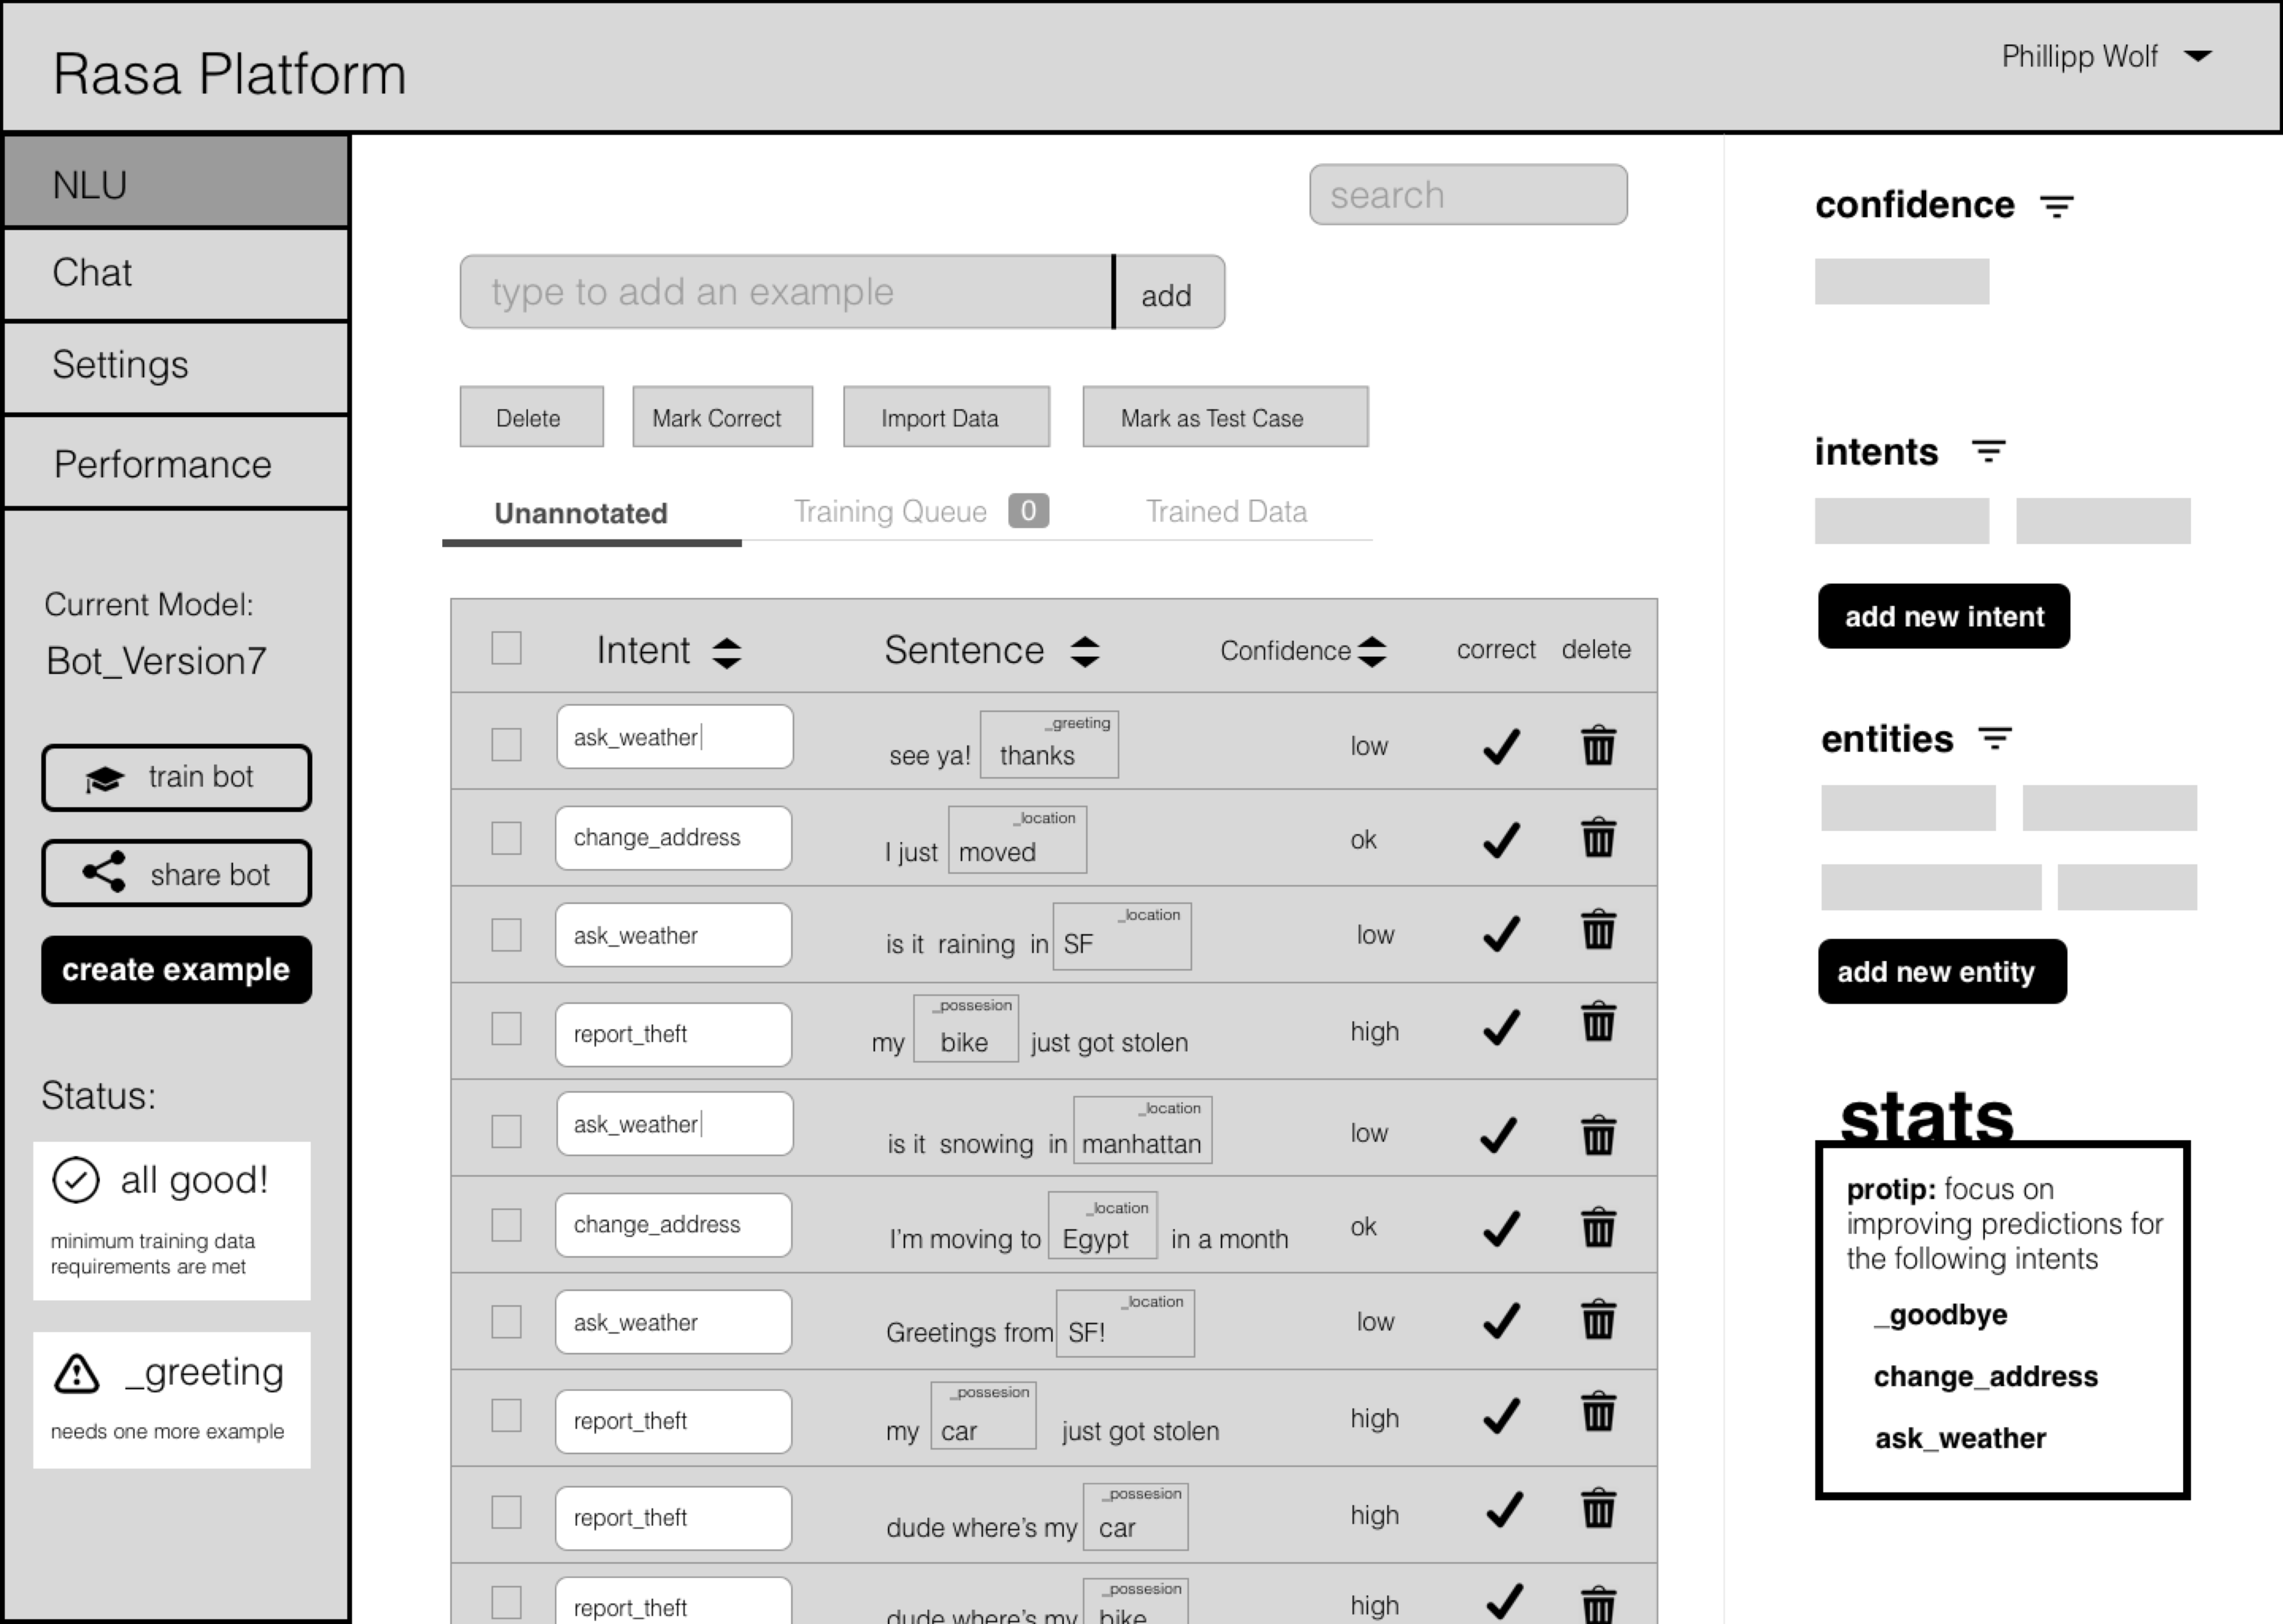 Rasa Platform
Phillipp Wolf
NLU
Chat
Settings
Performance
Current Model:
Bot_Version7
train bot
share bot
create example
Status:
all good!
minimum training data
requirements are met
_greeting
needs one more example
search
type to add an example
add
Delete
Mark Correct
Import Data
Mark as Test Case
Unannotated
Training Queue 0
Trained Data
Intent Sentence Confidence correct delete
_greeting
ask_weather see ya! thanks low
_location
change_address I just moved ok
_location
ask_weather is it raining in SF low
_possesion
report_theft my bike just got stolen high
_location
ask_weather is it snowing in manhattan low
_location
change_address I'm moving to Egypt in a month ok
_location
ask_weather Greetings from SF! low
_possesion
report_theft my car just got stolen high
_possesion
report_theft dude where's my car high
_possesion
report_theft dude where's my bike high
confidence
intents
add new intent
entities
add new entity
stats
protip: focus on
improving predictions for
the following intents
_goodbye
change_address
ask_weather